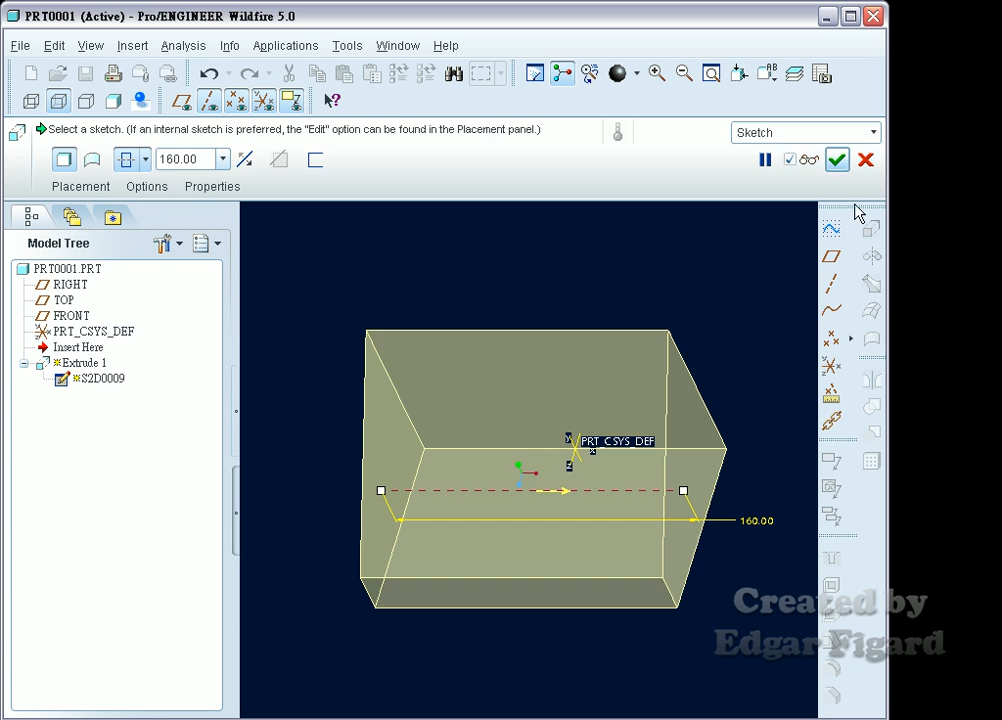 PRT0001 (Active) - Pro/ENGINEER Wildfire 5.0
File Edit View Insert Analysis Info Applications Tools Window Help
Select a sketch. (If an internal sketch is preferred, the "Edit" option can be found in the Placement panel.)
Sketch
160.00
Placement Options Properties
Model Tree
PRT0001.PRT
RIGHT
TOP
FRONT
PRT_CSYS_DEF
Insert Here
Extrude 1
S2D0009
Y
PRT_CSYS_DEF
X
Z
160.00
Created by
Edgar Figard